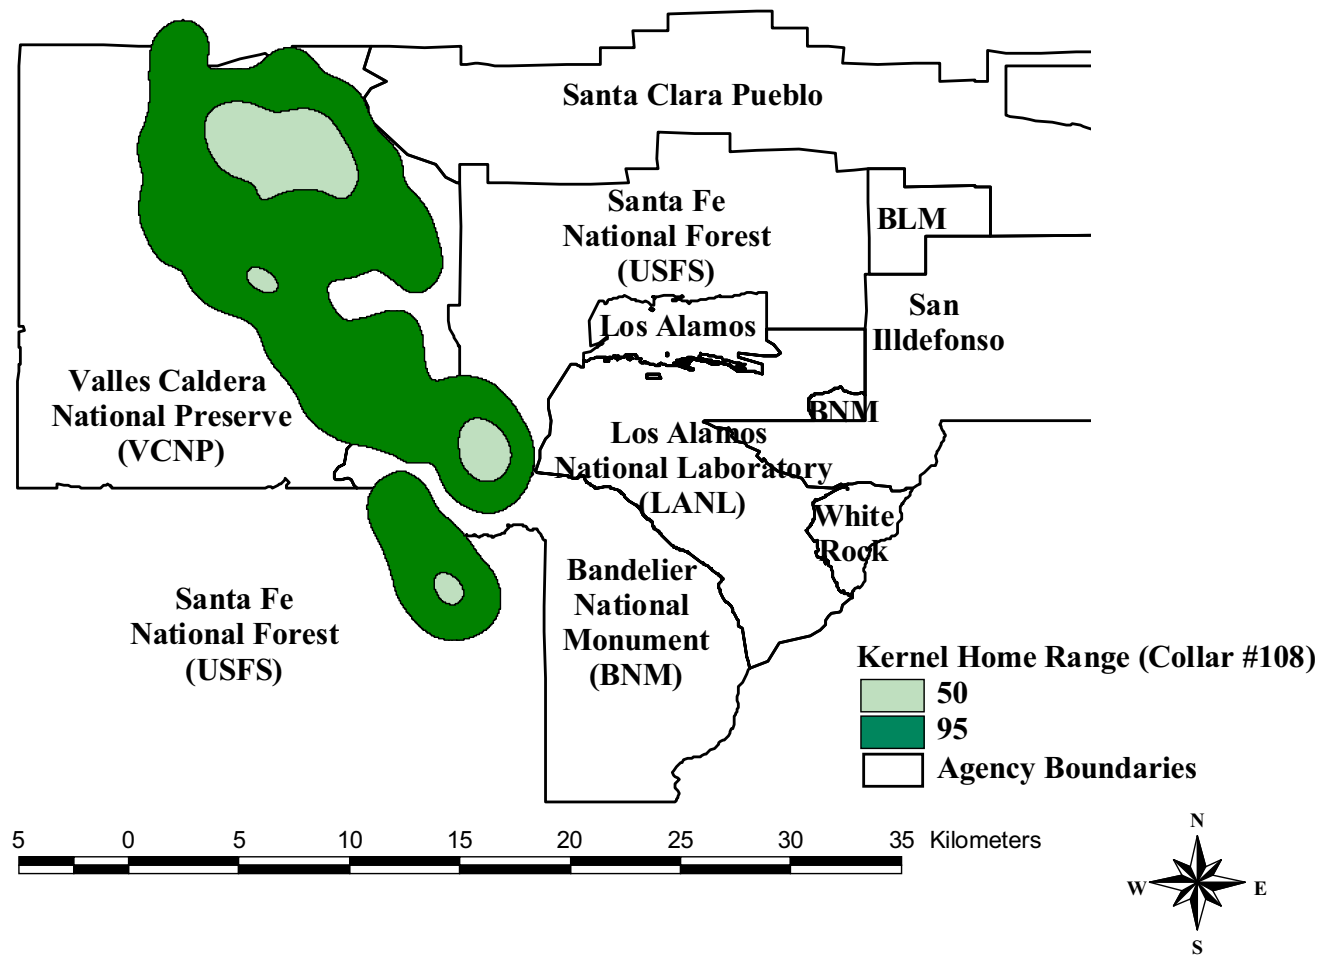 Santa Clara Pueblo
Santa Fe
National Forest
(USFS)
BLM
San
Illdefonso
Los Alamos
Valles Caldera
National Preserve
(VCNP)
BNM
Los Alamos
National Laboratory
(LANL)
White
Rock
Bandelier
National
Monument
(BNM)
Santa Fe
National Forest
(USFS)
Kernel Home Range (Collar #108)
50
95
Agency Boundaries
5 0 5 10 15 20 25 30 35 Kilometers
N
W E
S